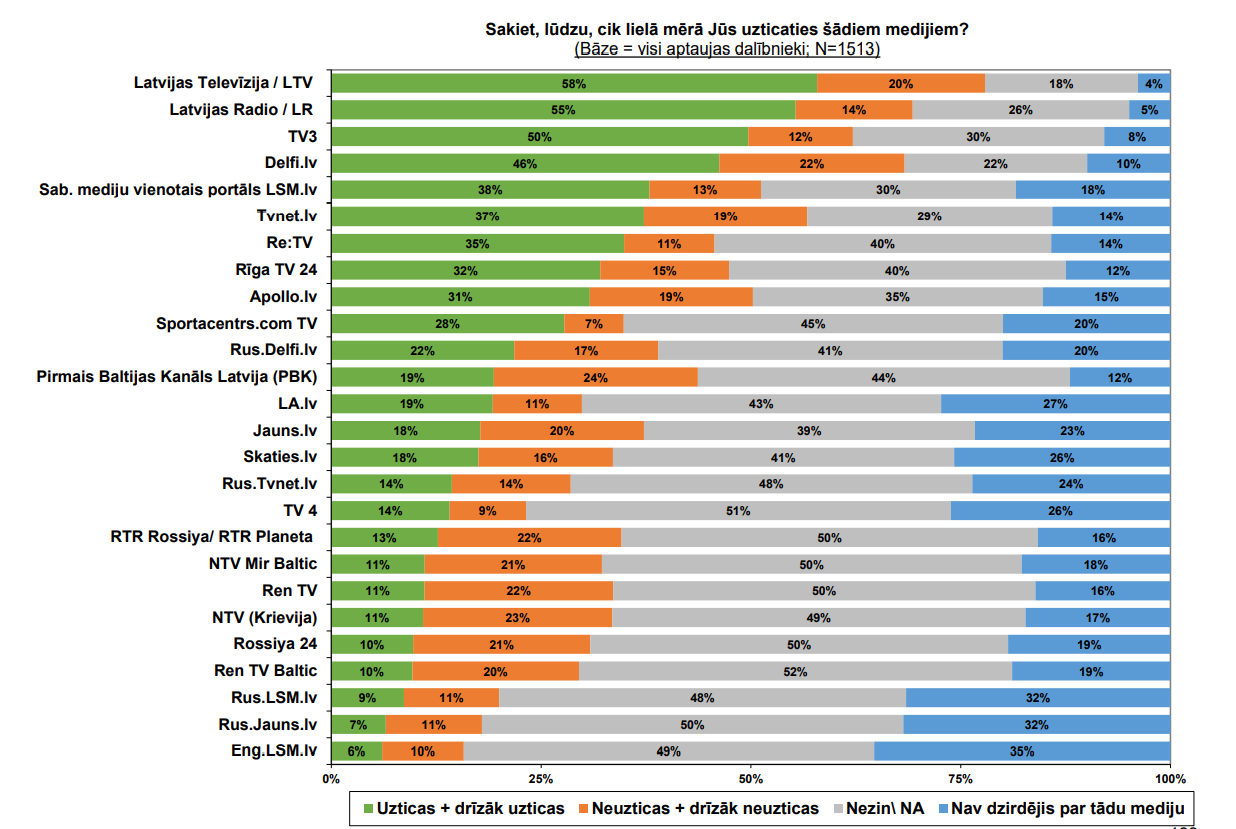 Sakiet, lūdzu, cik lielā mērā Jūs uzticaties šādiem medijiem?
(Bāze = visi aptaujas dalībnieki; N=1513)
Latvijas Televīzija / LTV 58% 20% 18% 4%
Latvijas Radio / LR 55% 14% 26% 5%
TV3 50% 12% 30% 8%
Delfi.lv 46% 22% 22% 10%
Sab. mediju vienotais portāls LSM.lv 38% 13% 30% 18%
Tvnet.lv 37% 19% 29% 14%
Re:TV 35% 11% 40% 14%
Rīga TV 24 32% 15% 40% 12%
Apollo.lv 31% 19% 35% 15%
Sportacentrs.com TV 28% 7% 45% 20%
Rus.Delfi.lv 22% 17% 41% 20%
Pirmais Baltijas Kanāls Latvija (PBK) 19% 24% 44% 12%
LA.lv 19% 11% 43% 27%
Jauns.lv 18% 20% 39% 23%
Skaties.lv 18% 16% 41% 26%
Rus.Tvnet.lv 14% 14% 48% 24%
TV 4 14% 9% 51% 26%
RTR Rossiya/ RTR Planeta 13% 22% 50% 16%
NTV Mir Baltic 11% 21% 50% 18%
Ren TV 11% 22% 50% 16%
NTV (Krievija) 11% 23% 49% 17%
Rossiya 24 10% 21% 50% 19%
Ren TV Baltic 10% 20% 52% 19%
Rus.LSM.lv 9% 11% 48% 32%
Rus.Jauns.lv 7% 11% 50% 32%
Eng.LSM.lv 6% 10% 49% 35%
0% 25% 50% 75% 100%
Uzticas + drīzāk uzticas Neuzticas + drīzāk neuzticas Nezin\ NA Nav dzirdējis par tādu mediju